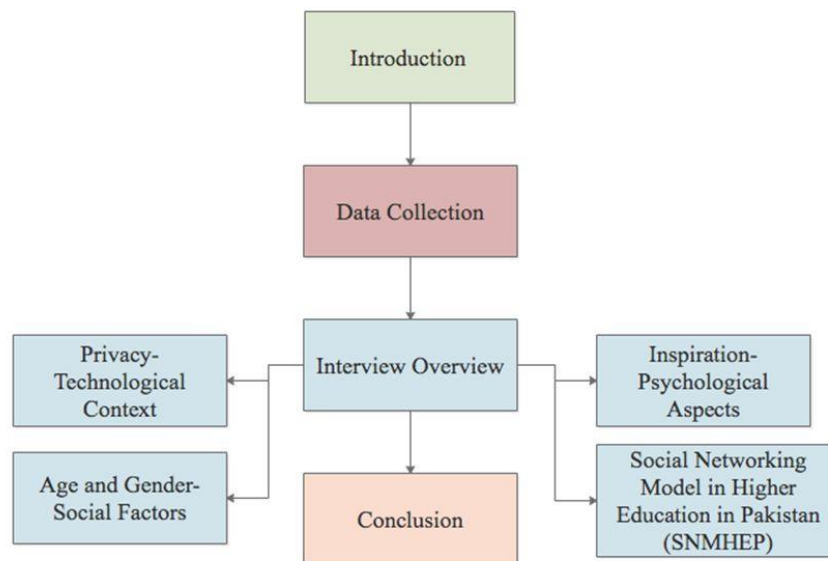 Introduction
Data Collection
Interview Overview
Privacy-
Technological
Context
Age and Gender-
Social Factors
Inspiration-
Psychological
Aspects
Social Networking
Model in Higher
Education in Pakistan
(SNMHEP)
Conclusion